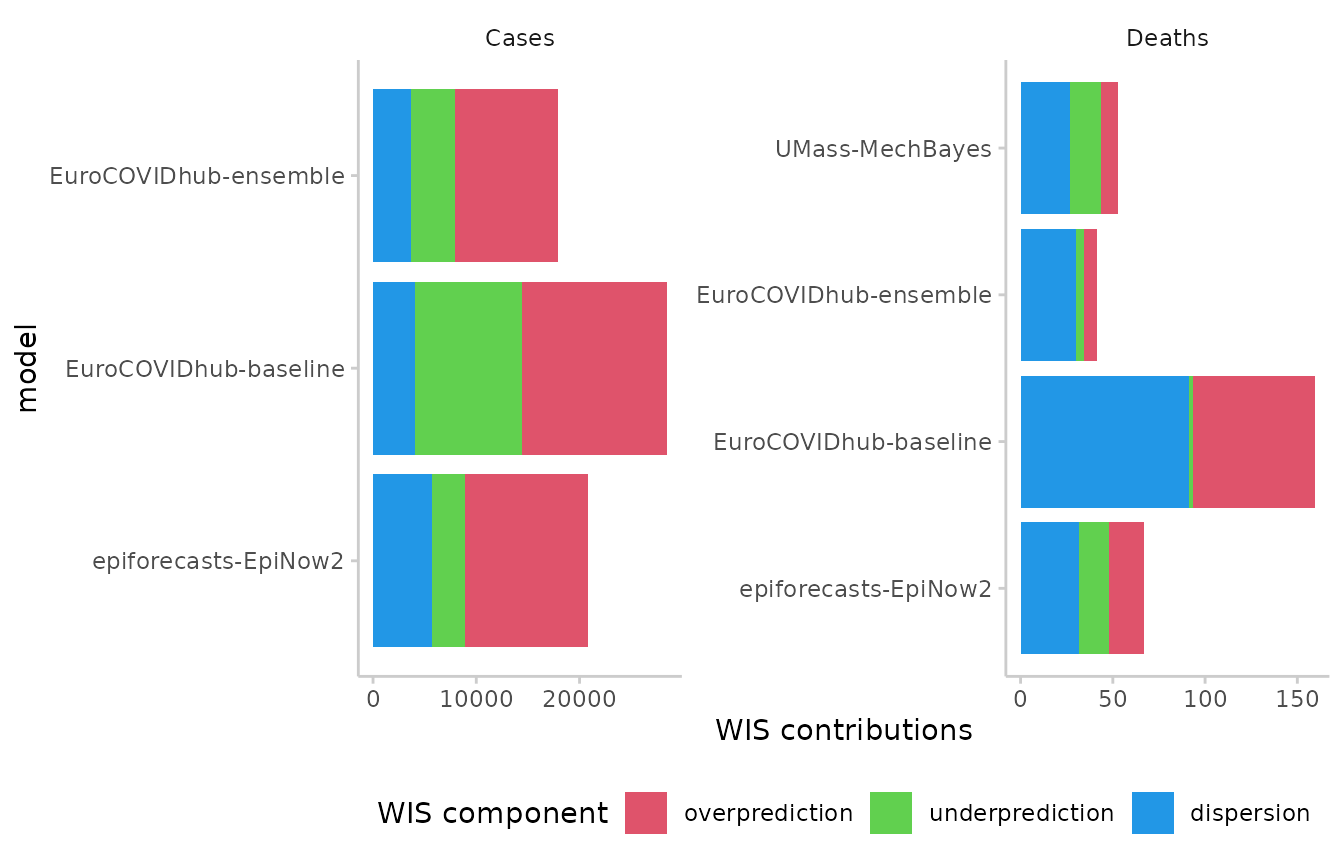 Cases
Deaths
model
EuroCOVIDhub-ensemble
EuroCOVIDhub-baseline
epiforecasts-EpiNow2
0 10000 20000
UMass-MechBayes
EuroCOVIDhub-ensemble
EuroCOVIDhub-baseline
epiforecasts-EpiNow2
0 50 100 150
WIS contributions
WIS component overprediction underprediction dispersion